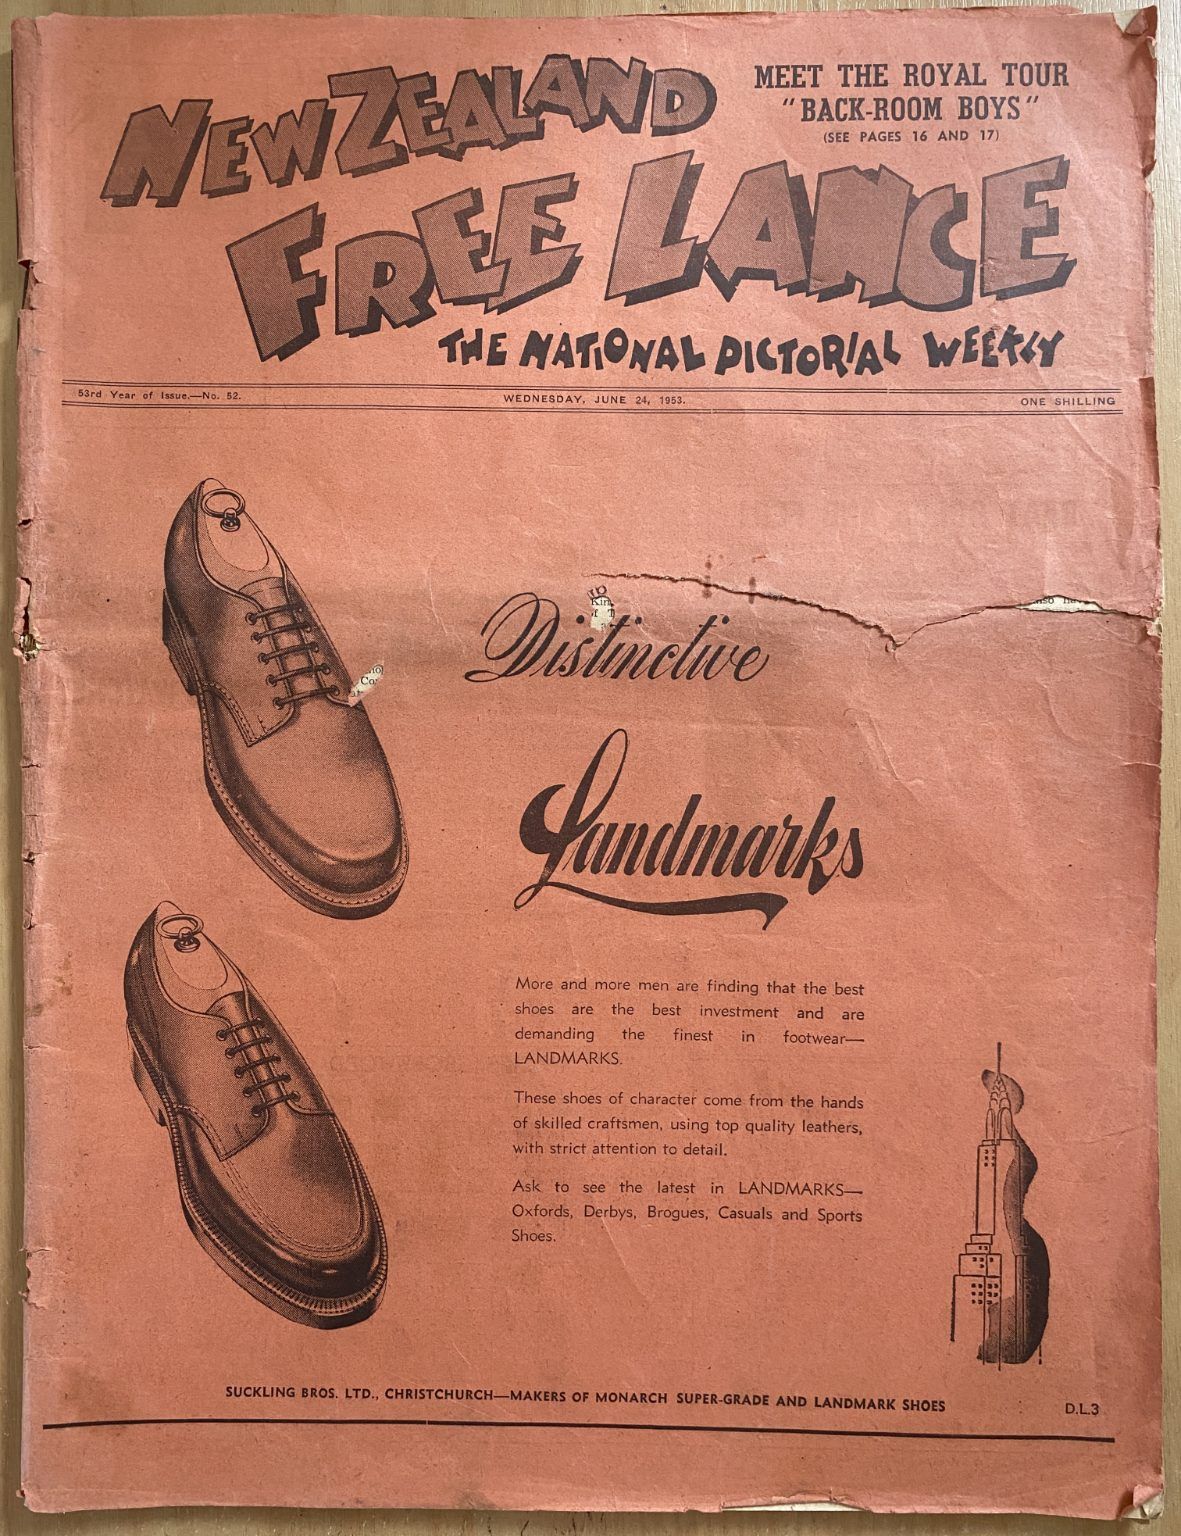 NEW ZEALAND
FREE LANCE
THE NATIONAL PICTORIAL WEEKLY
MEET THE ROYAL TOUR
"BACK-ROOM BOYS"
(SEE PAGES 16 AND 17)
53rd Year of Issue.—No. 52.
WEDNESDAY, JUNE 24, 1953.
ONE SHILLING
Distinctive
Landmarks
More and more men are finding that the best
shoes are the best investment and are
demanding the finest in footwear—
LANDMARKS.
These shoes of character come from the hands
of skilled craftsmen, using top quality leathers,
with strict attention to detail.
Ask to see the latest in LANDMARKS—
Oxfords, Derbys, Brogues, Casuals and Sports
Shoes.
SUCKLING BROS. LTD., CHRISTCHURCH—MAKERS OF MONARCH SUPER-GRADE AND LANDMARK SHOES
D.L.3